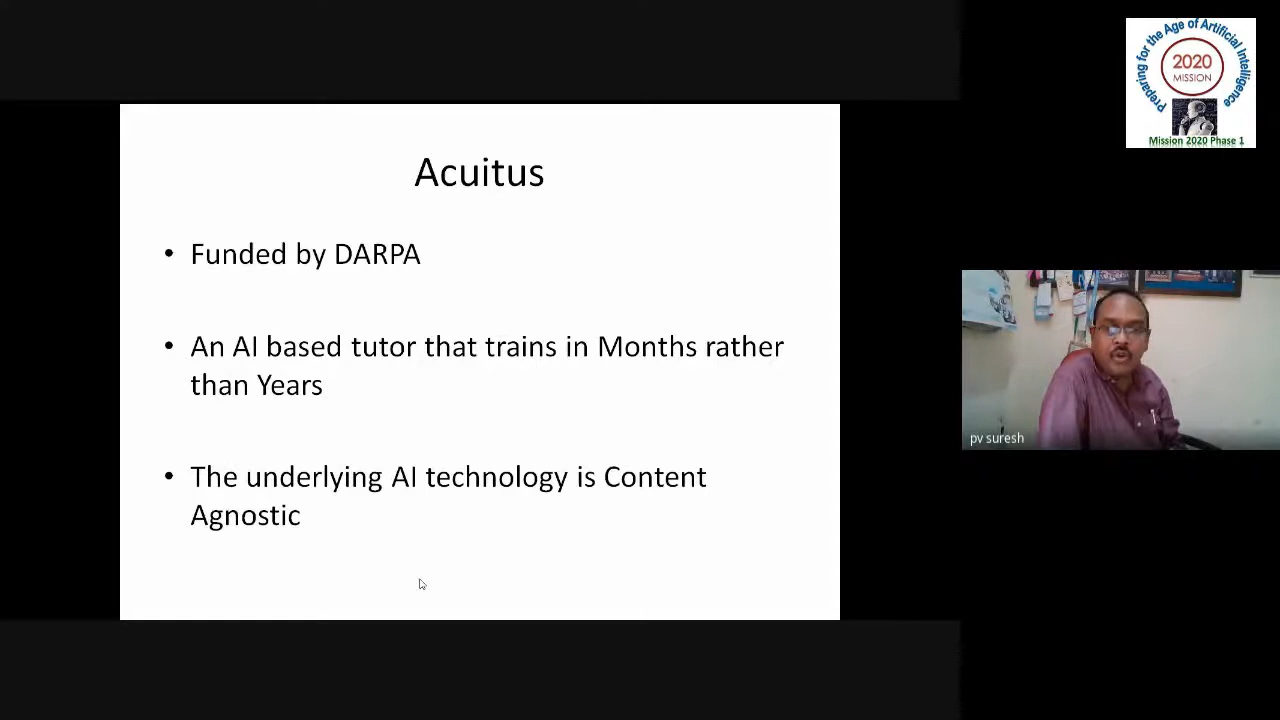 Acuitus
• Funded by DARPA
• An AI based tutor that trains in Months rather
than Years
• The underlying AI technology is Content
Agnostic
Preparing for the Age of Artificial Intelligence
2020
MISSION
Mission 2020 Phase 1
pv suresh